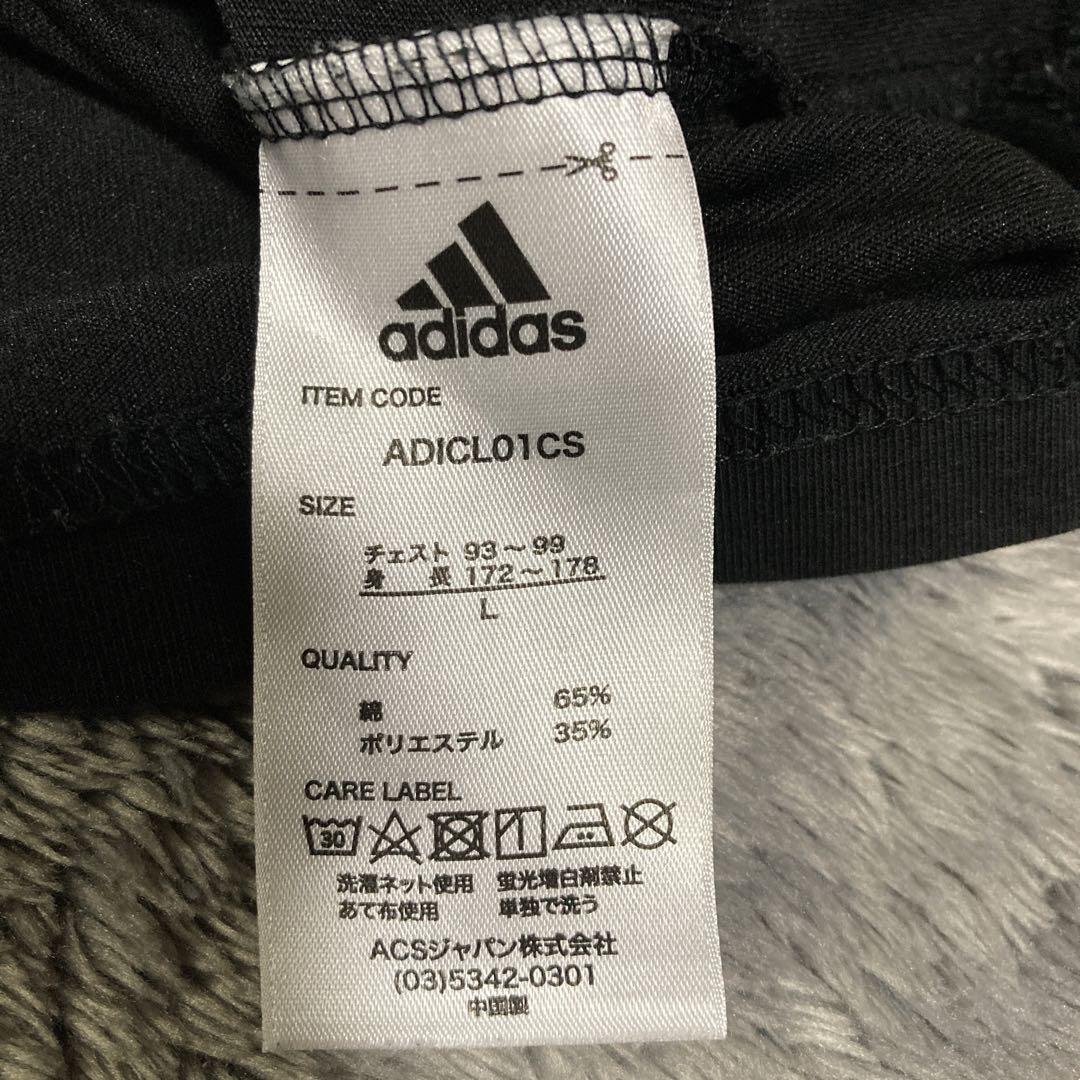 adidas
ITEM CODE
ADICL01CS
SIZE
チェスト 93～99
身 長 172～178
L
QUALITY
綿 65%
ポリエステル 35%
CARE LABEL
30
洗濯ネット使用 蛍光増白剤禁止
あて布使用 単独で洗う
ACSジャパン株式会社
(03)5342-0301
中国製